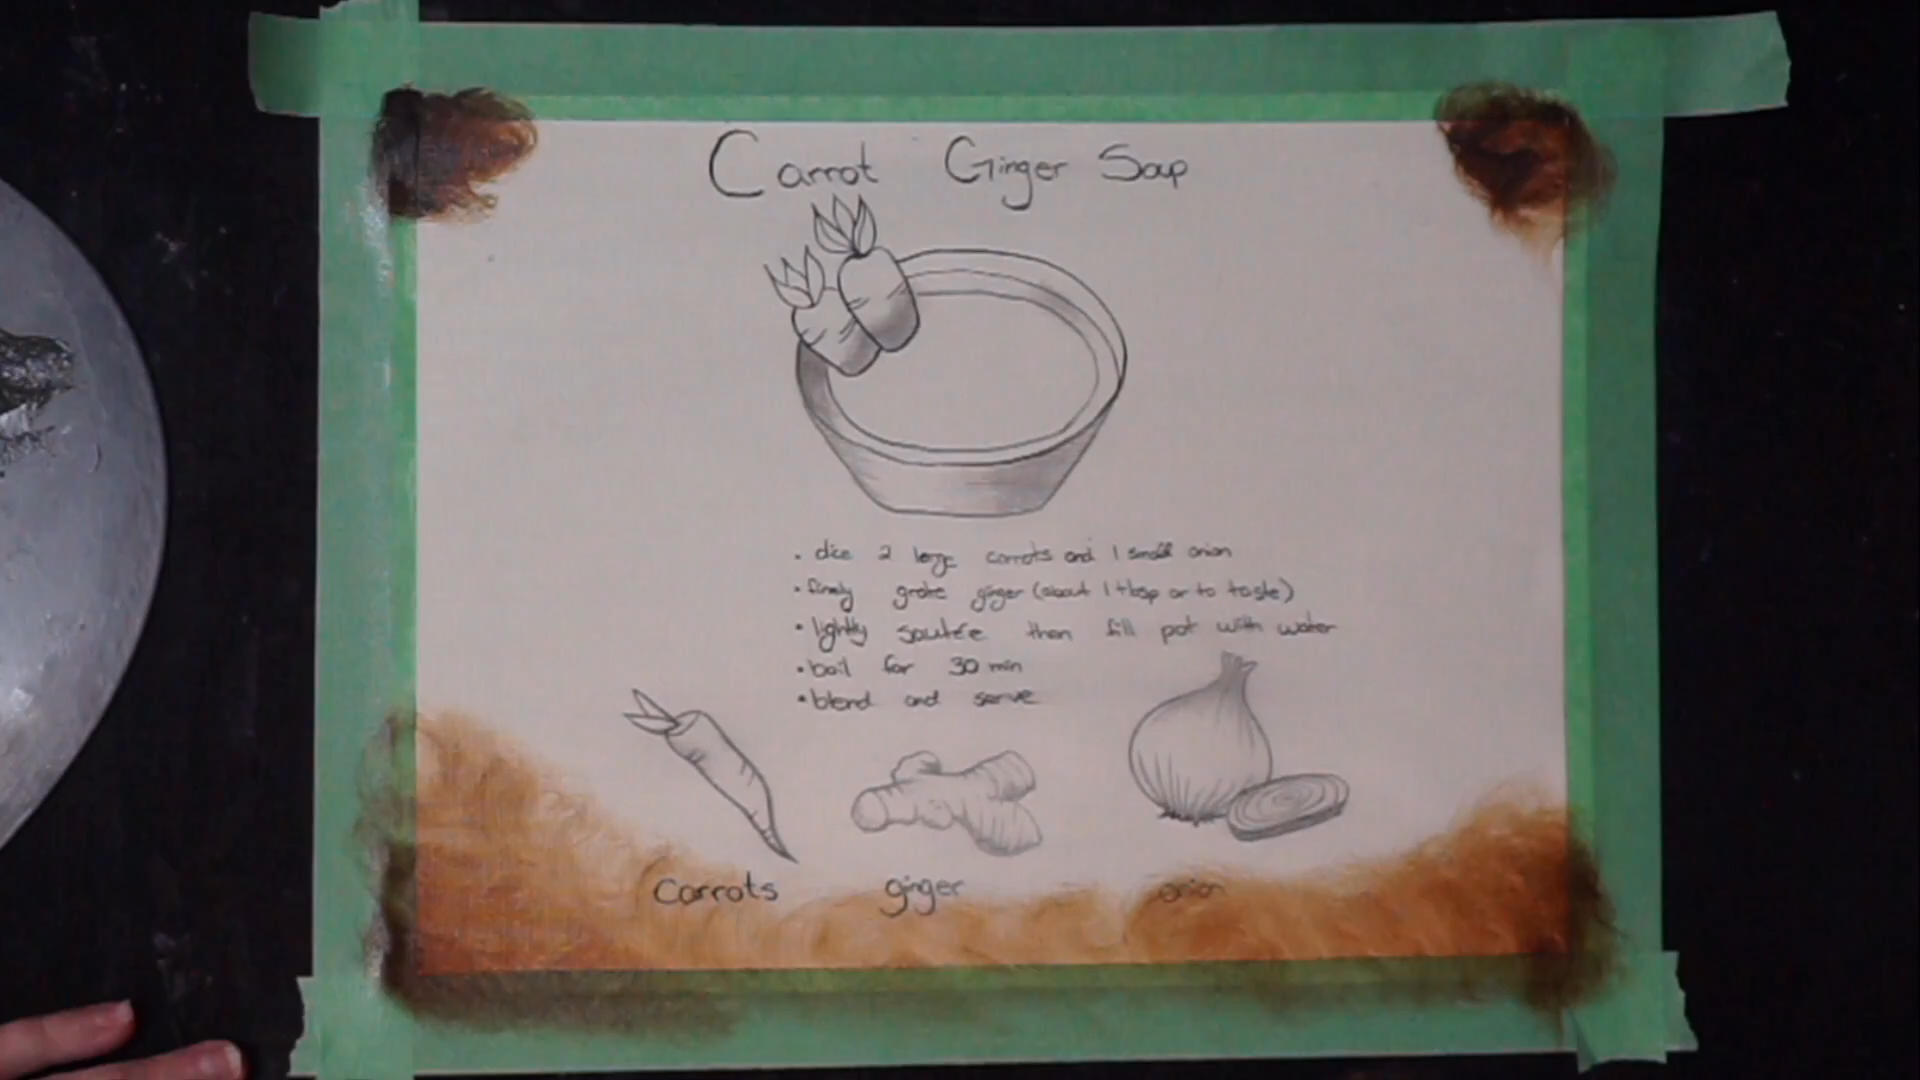 Carrot Ginger Soup
• dice 2 large carrots and 1 small onion
• finely grate ginger (about 1 tbsp or to taste)
• lightly sautée then fill pot with water
• boil for 30 min
• blend and serve
carrots ginger onion